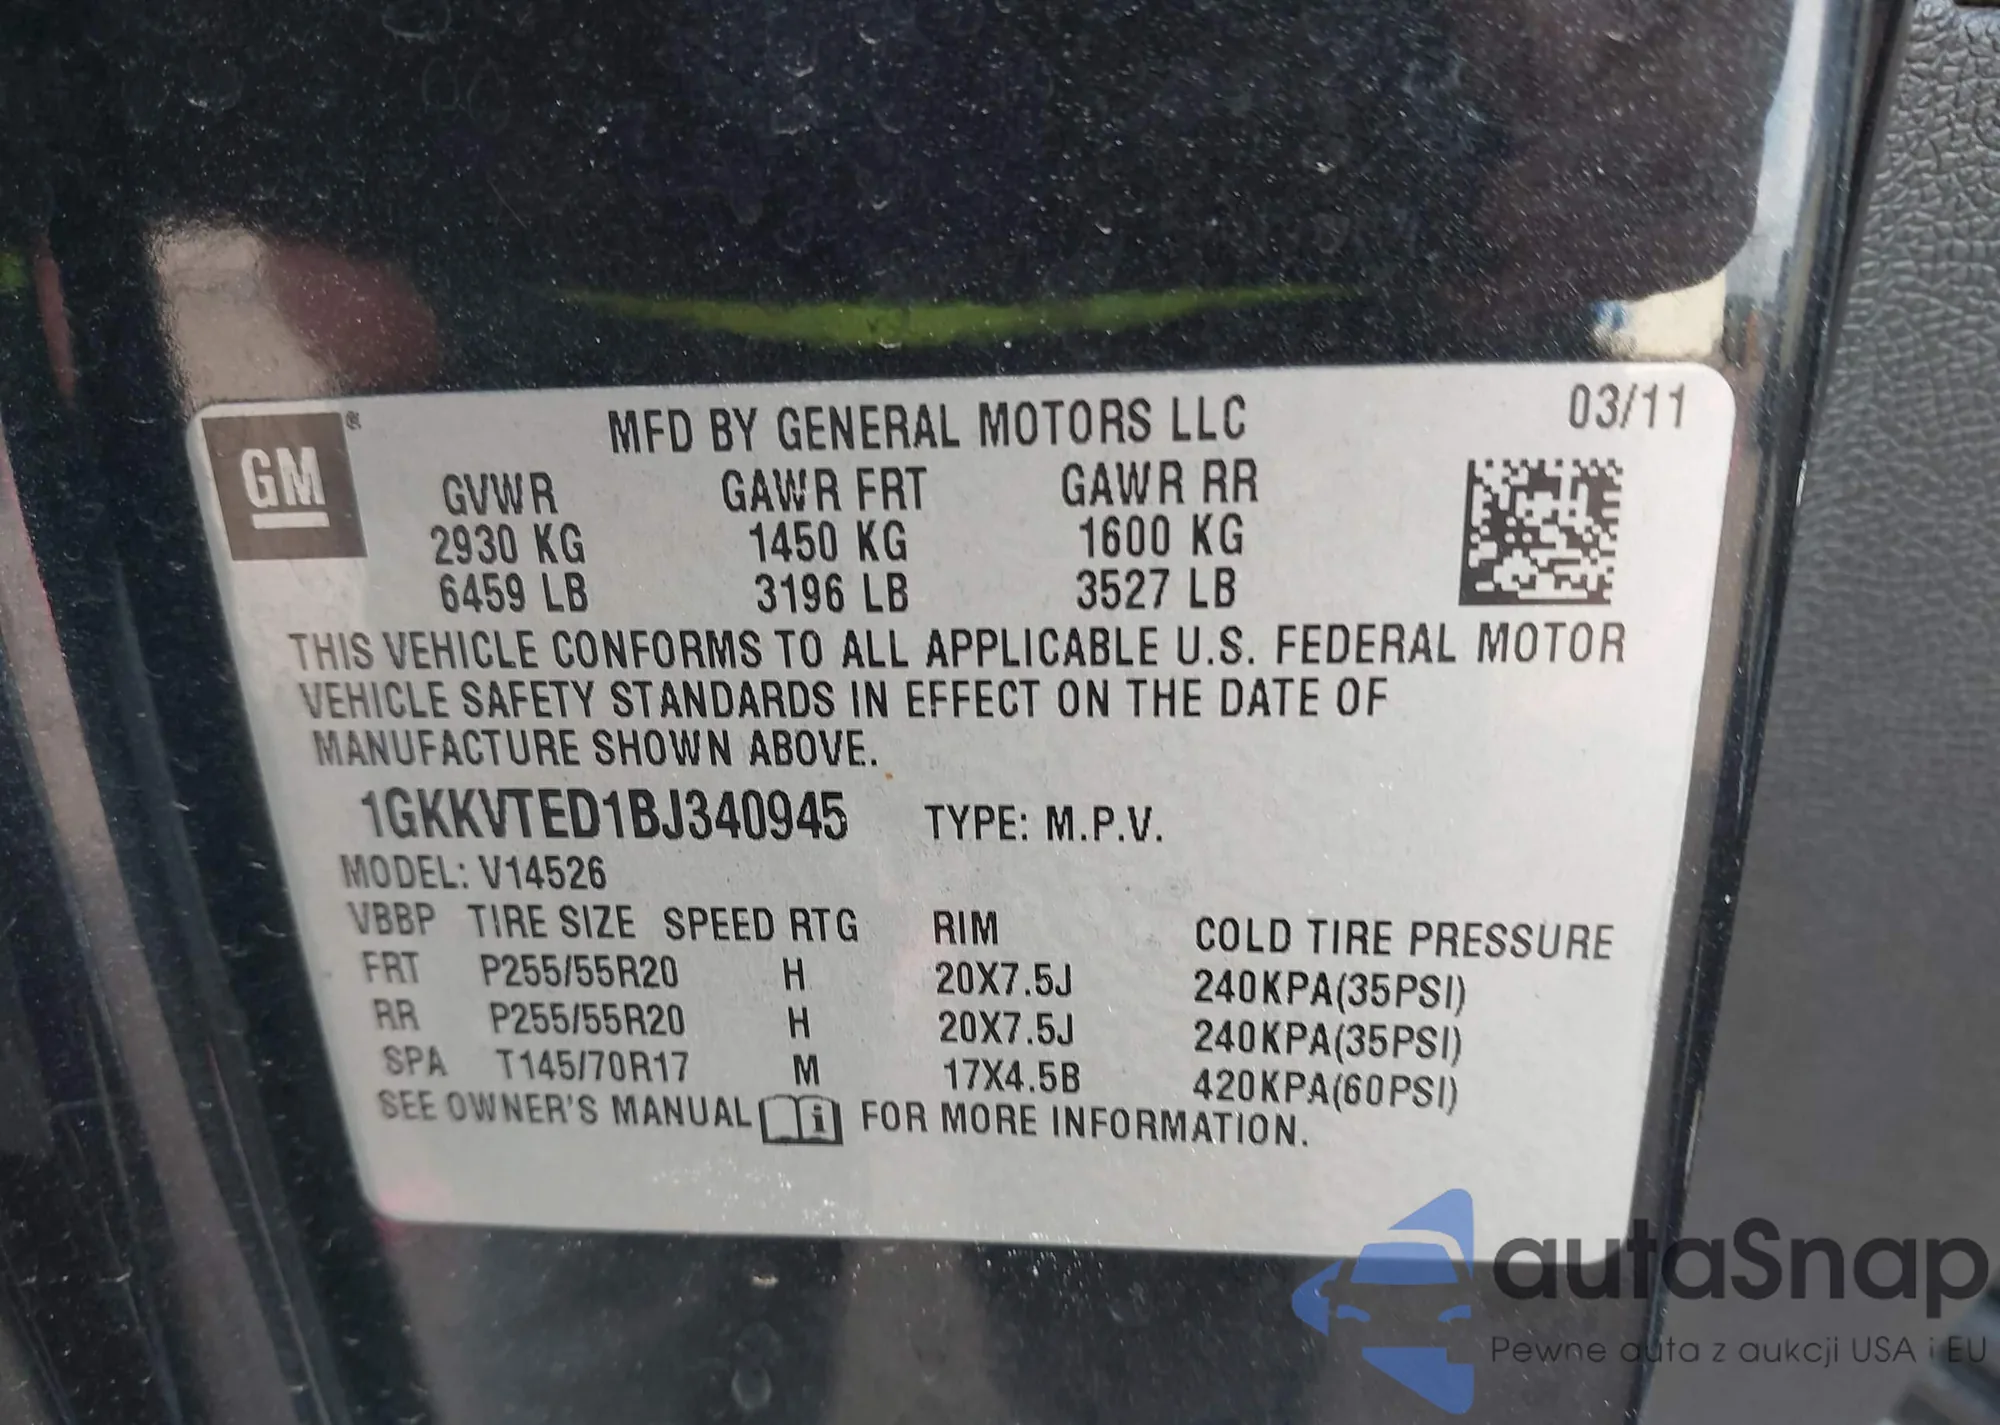 MFD BY GENERAL MOTORS LLC 03/11
GM ®
GVWR GAWR FRT GAWR RR
2930 KG 1450 KG 1600 KG
6459 LB 3196 LB 3527 LB
THIS VEHICLE CONFORMS TO ALL APPLICABLE U.S. FEDERAL MOTOR
VEHICLE SAFETY STANDARDS IN EFFECT ON THE DATE OF
MANUFACTURE SHOWN ABOVE.
1GKKVTED1BJ340945 TYPE: M.P.V.
MODEL: V14526
VBBP TIRE SIZE SPEED RTG RIM COLD TIRE PRESSURE
FRT P255/55R20 H 20X7.5J 240KPA(35PSI)
RR P255/55R20 H 20X7.5J 240KPA(35PSI)
SPA T145/70R17 M 17X4.5B 420KPA(60PSI)
SEE OWNER'S MANUAL i FOR MORE INFORMATION.
autoSnap
Pewne auta z aukcji USA i EU